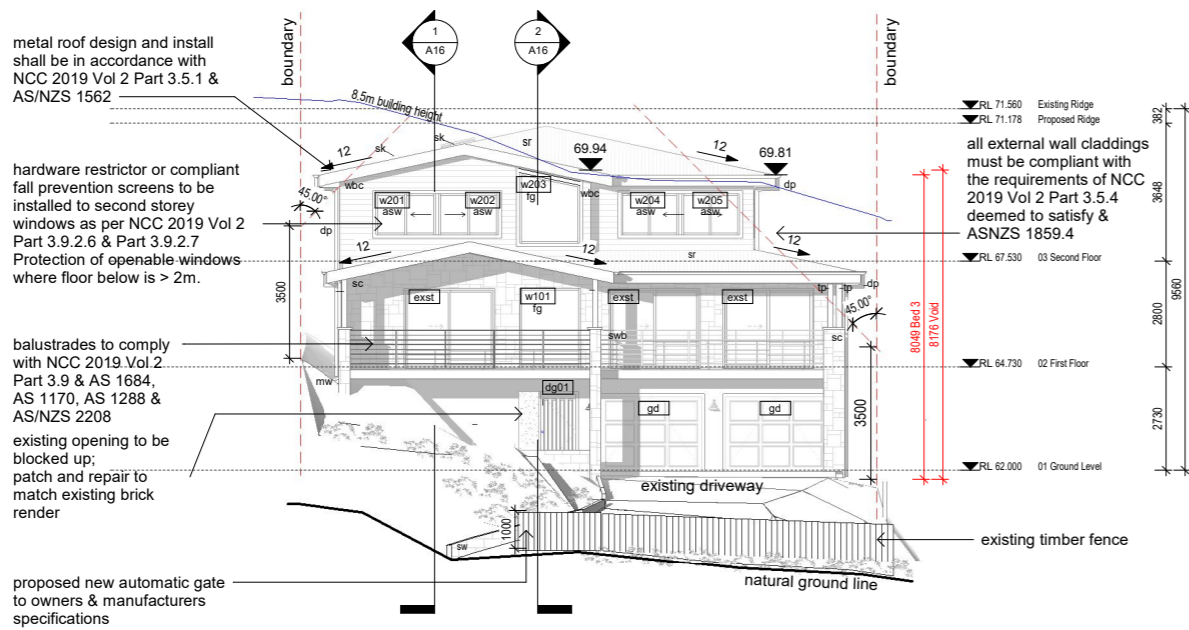 metal roof design and install
shall be in accordance with
NCC 2019 Vol 2 Part 3.5.1 &
AS/NZS 1562
hardware restrictor or compliant
fall prevention screens to be
installed to second storey
windows as per NCC 2019 Vol 2
Part 3.9.2.6 & Part 3.9.2.7
Protection of openable windows
where floor below is > 2m.
balustrades to comply
with NCC 2019 Vol 2
Part 3.9 & AS 1684,
AS 1170, AS 1288 &
AS/NZS 2208
existing opening to be
blocked up;
patch and repair to
match existing brick
render
proposed new automatic gate
to owners & manufacturers
specifications
boundary
1
A16
2
A16
boundary
8.5m building height
12
sk
sk
sr
69.94
12
69.81
dp
wbc
w201
asw
w202
asw
w203
fg
wbc
w204
asw
w205
asw
45.00°
dp
12
12
sr
12
sc
exst
w101
fg
exst
exst
tp
tp
dp
45.00°
swb
sc
3500
mw
dg01
gd
gd
3500
existing driveway
1000
sw
natural ground line
8049 Bed 3
8176 Void
RL 71.560 Existing Ridge
RL 71.178 Proposed Ridge
all external wall claddings
must be compliant with
the requirements of NCC
2019 Vol 2 Part 3.5.4
deemed to satisfy &
ASNZS 1859.4
RL 67.530 03 Second Floor
RL 64.730 02 First Floor
RL 62.000 01 Ground Level
existing timber fence
382
3648
2800
2730
9560